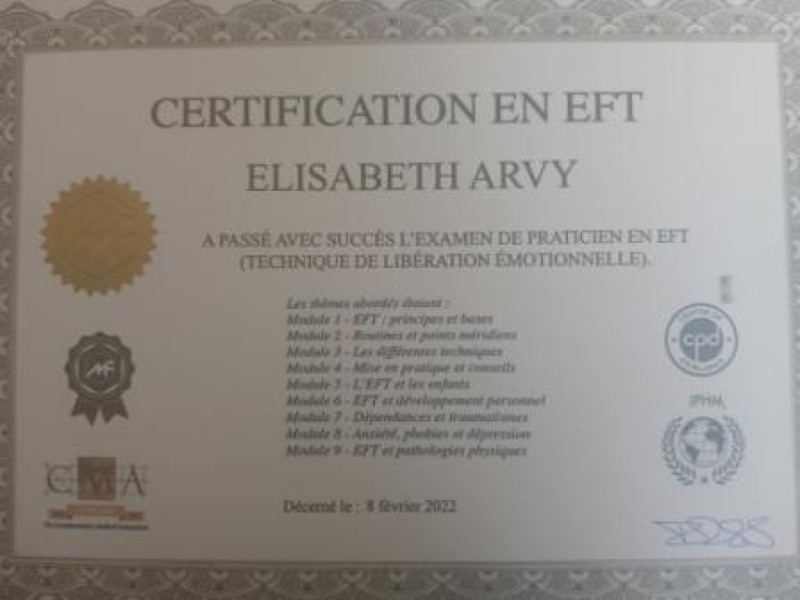 CERTIFICATION EN EFT
ELISABETH ARVY
A PASSÉ AVEC SUCCÈS L'EXAMEN DE PRATICIEN EN EFT
(TECHNIQUE DE LIBÉRATION ÉMOTIONNELLE).
Les thèmes abordés étaient :
Module 1 - EFT : principes et bases
Module 2 - Routines et points méridiens
Module 3 - Les différentes techniques
Module 4 - Mise en pratique et conseils
Module 5 - L'EFT et les enfants
Module 6 - EFT et développement personnel
Module 7 - Dépendances et traumatismes
Module 8 - Anxiété, phobies et dépression
Module 9 - EFT et pathologies physiques
Décerné le : 8 février 2022
MF
CMA
cpd
IPHM